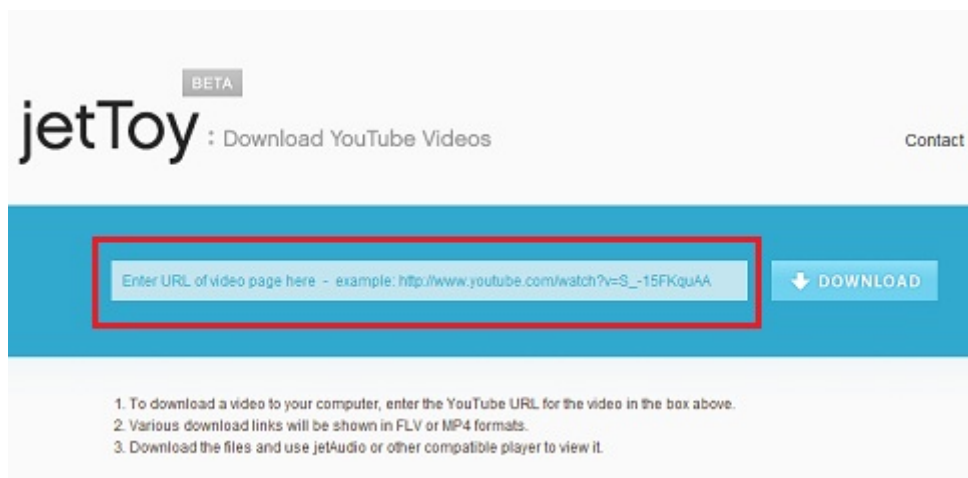 BETA
jetToy : Download YouTube Videos
Contact
Enter URL of video page here - example: http://www.youtube.com/watch?v=S_-15FKquAA
DOWNLOAD
1. To download a video to your computer, enter the YouTube URL for the video in the box above.
2. Various download links will be shown in FLV or MP4 formats.
3. Download the files and use jetAudio or other compatible player to view it.